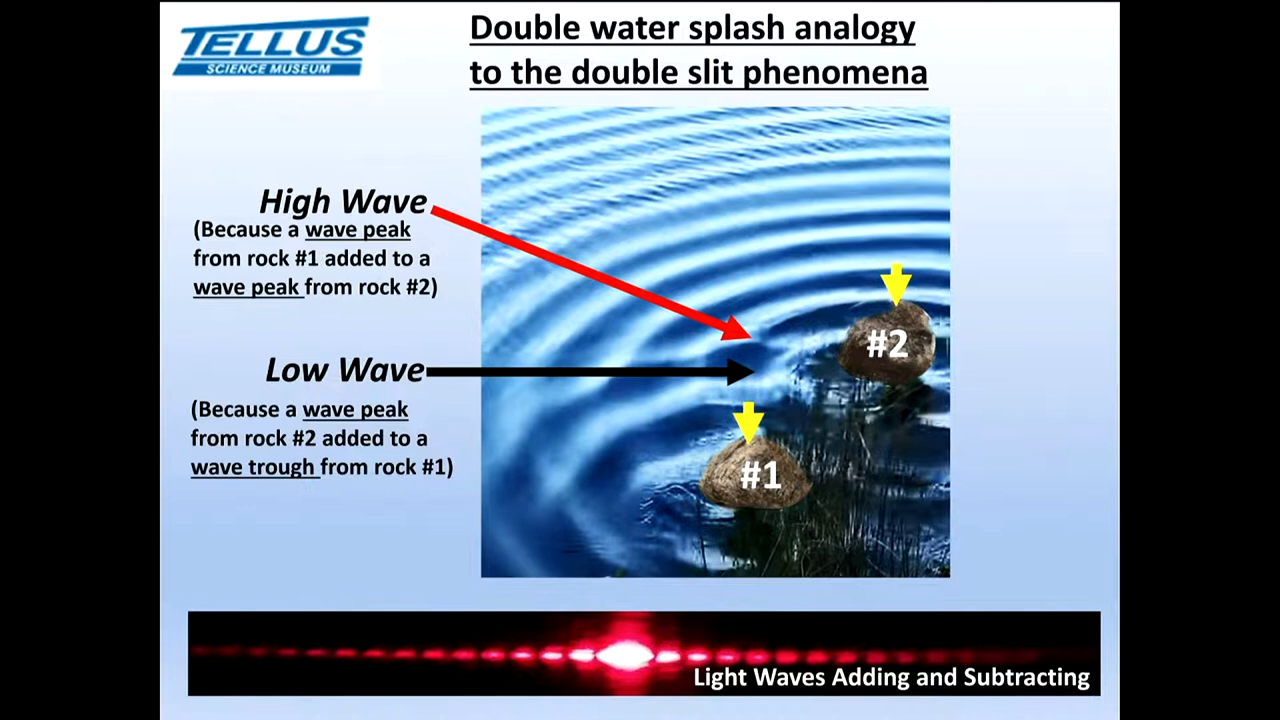 TELLUS
SCIENCE MUSEUM
Double water splash analogy
to the double slit phenomena
High Wave
(Because a wave peak
from rock #1 added to a
wave peak from rock #2)
#2
Low Wave
(Because a wave peak
from rock #2 added to a
wave trough from rock #1)
#1
Light Waves Adding and Subtracting